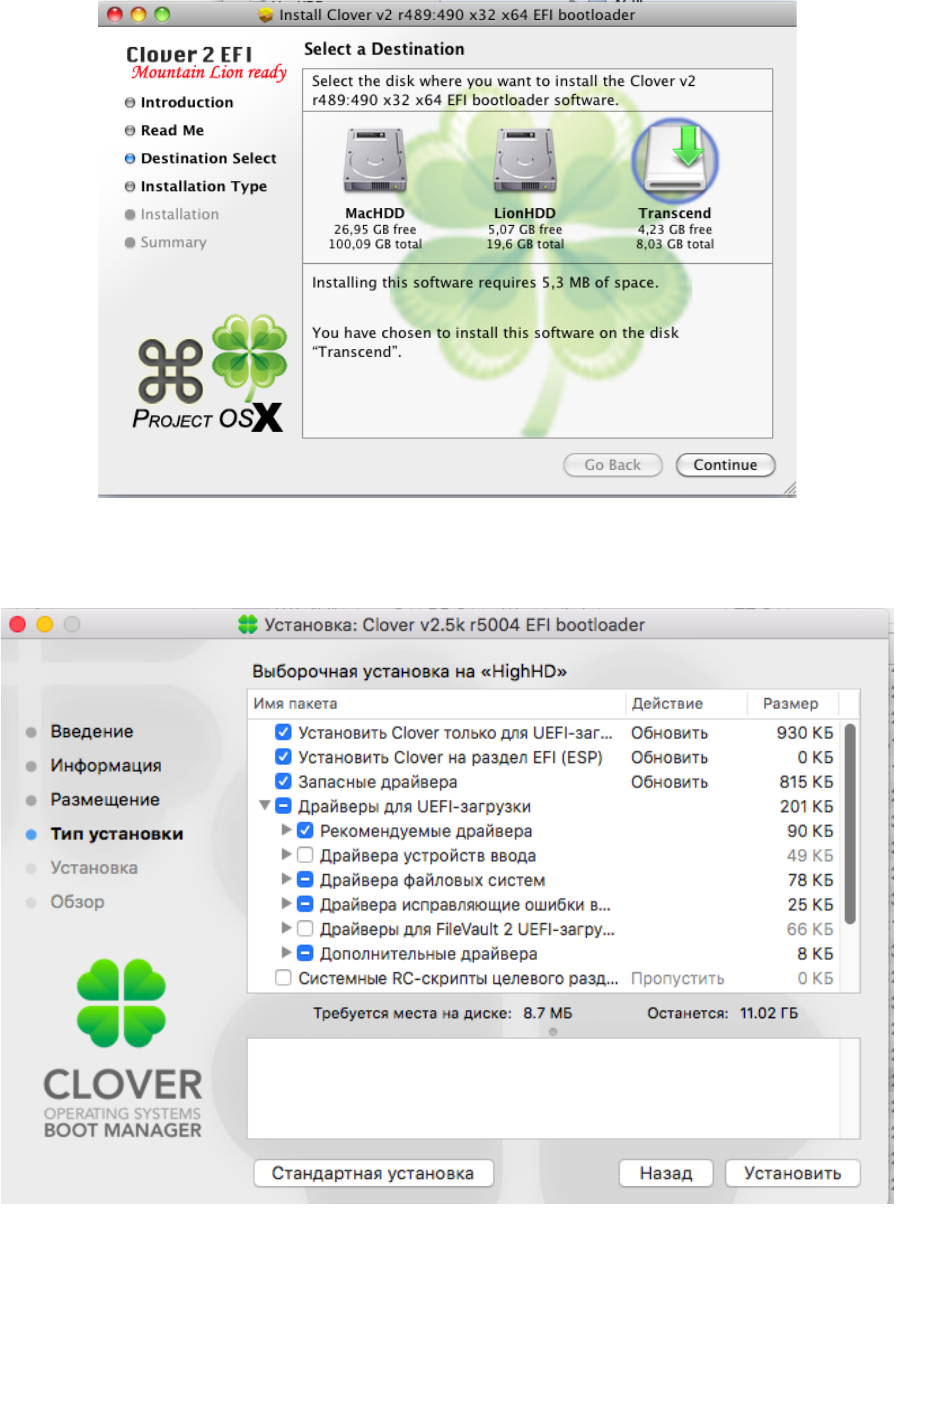 Install Clover v2 r489:490 x32 x64 EFI bootloader
Clover 2 EFI
Mountain Lion ready
Introduction
Read Me
Destination Select
Installation Type
Installation
Summary
PROJECT OSX
Select a Destination
Select the disk where you want to install the Clover v2
r489:490 x32 x64 EFI bootloader software.
MacHDD
26,95 GB free
100,09 GB total
LionHDD
5,07 GB free
19,6 GB total
Transcend
4,23 GB free
8,03 GB total
Installing this software requires 5,3 MB of space.
You have chosen to install this software on the disk
“Transcend”.
Go Back
Continue
Установка: Clover v2.5k r5004 EFI bootloader
Введение
Информация
Размещение
Тип установки
Установка
Обзор
CLOVER
OPERATING SYSTEMS
BOOT MANAGER
Выборочная установка на «HighHD»
Имя пакета Действие Размер
Установить Clover только для UEFI-заг... Обновить 930 КБ
Установить Clover на раздел EFI (ESP) Обновить 0 КБ
Запасные драйвера Обновить 815 КБ
Драйверы для UEFI-загрузки 201 КБ
Рекомендуемые драйвера 90 КБ
Драйвера устройств ввода 49 КБ
Драйвера файловых систем 78 КБ
Драйвера исправляющие ошибки в... 25 КБ
Драйверы для FileVault 2 UEFI-загру... 66 КБ
Дополнительные драйвера 8 КБ
Системные RC-скрипты целевого разд... Пропустить 0 КБ
Требуется места на диске: 8.7 МБ Останется: 11.02 ГБ
Стандартная установка
Назад
Установить